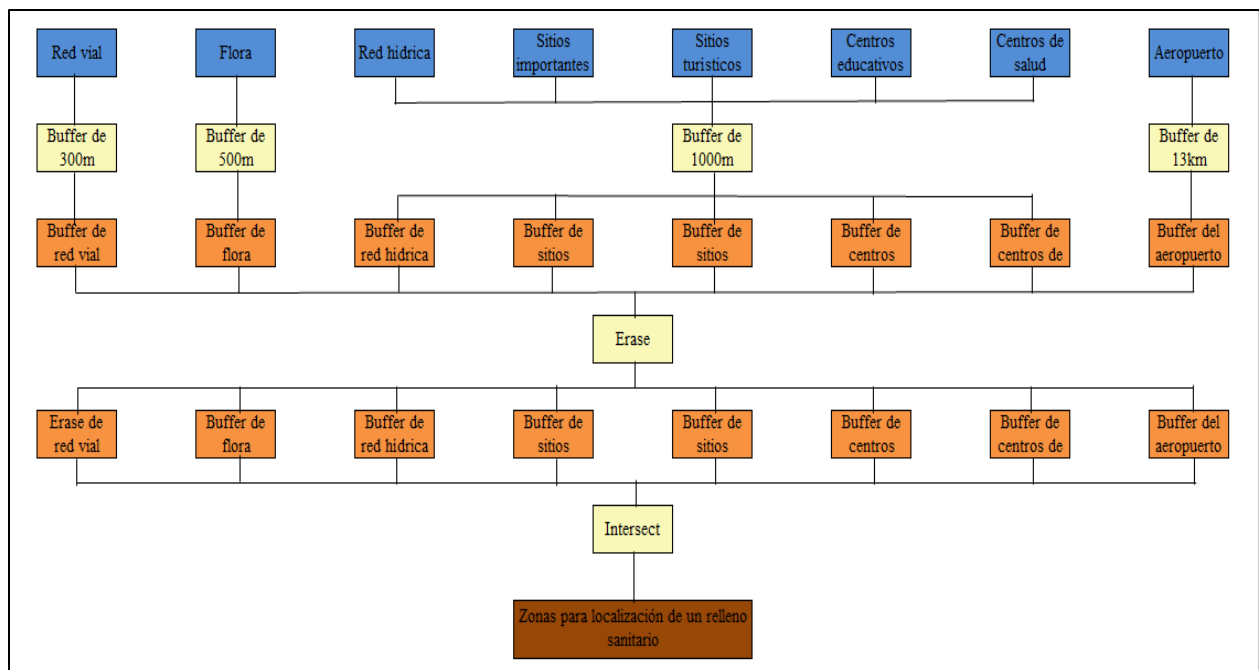 Red vial
Flora
Red hídrica
Sitios
importantes
Sitios
turísticos
Centros
educativos
Centros de
salud
Aeropuerto
Buffer de
300m
Buffer de
500m
Buffer de
1000m
Buffer de
13km
Buffer de
red vial
Buffer de
flora
Buffer de
red hídrica
Buffer de
sitios
Buffer de
sitios
Buffer de
centros
Buffer de
centros de
Buffer del
aeropuerto
Erase
Erase de
red vial
Buffer de
flora
Buffer de
red hídrica
Buffer de
sitios
Buffer de
sitios
Buffer de
centros
Buffer de
centros de
Buffer del
aeropuerto
Intersect
Zonas para localización de un relleno
sanitario